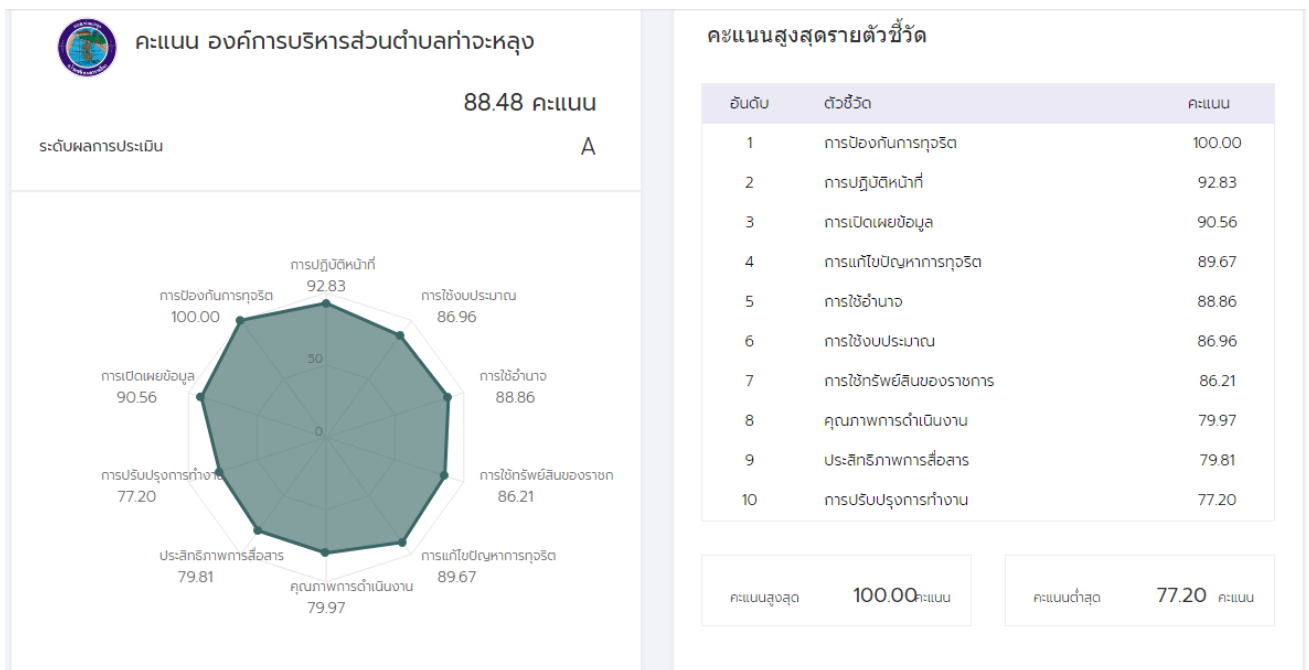 คะแนน องค์การบริหารส่วนตำบลท่าจะหลุง
88.48 คะแนน
ระดับผลการประเมิน A
การปฏิบัติหน้าที่
92.83
การใช้งบประมาณ
86.96
การใช้อำนาจ
88.86
การใช้ทรัพย์สินของราชก
86.21
การแก้ไขปัญหาการทุจริต
89.67
คุณภาพการดำเนินงาน
79.97
ประสิทธิภาพการสื่อสาร
79.81
การปรับปรุงการทำงาน
77.20
การเปิดเผยข้อมูล
90.56
การป้องกันการทุจริต
100.00
50
0
คะแนนสูงสุดรายตัวชี้วัด
อันดับ ตัวชี้วัด คะแนน
1 การป้องกันการทุจริต 100.00
2 การปฏิบัติหน้าที่ 92.83
3 การเปิดเผยข้อมูล 90.56
4 การแก้ไขปัญหาการทุจริต 89.67
5 การใช้อำนาจ 88.86
6 การใช้งบประมาณ 86.96
7 การใช้ทรัพย์สินของราชการ 86.21
8 คุณภาพการดำเนินงาน 79.97
9 ประสิทธิภาพการสื่อสาร 79.81
10 การปรับปรุงการทำงาน 77.20
คะแนนสูงสุด 100.00 คะแนน
คะแนนต่ำสุด 77.20 คะแนน